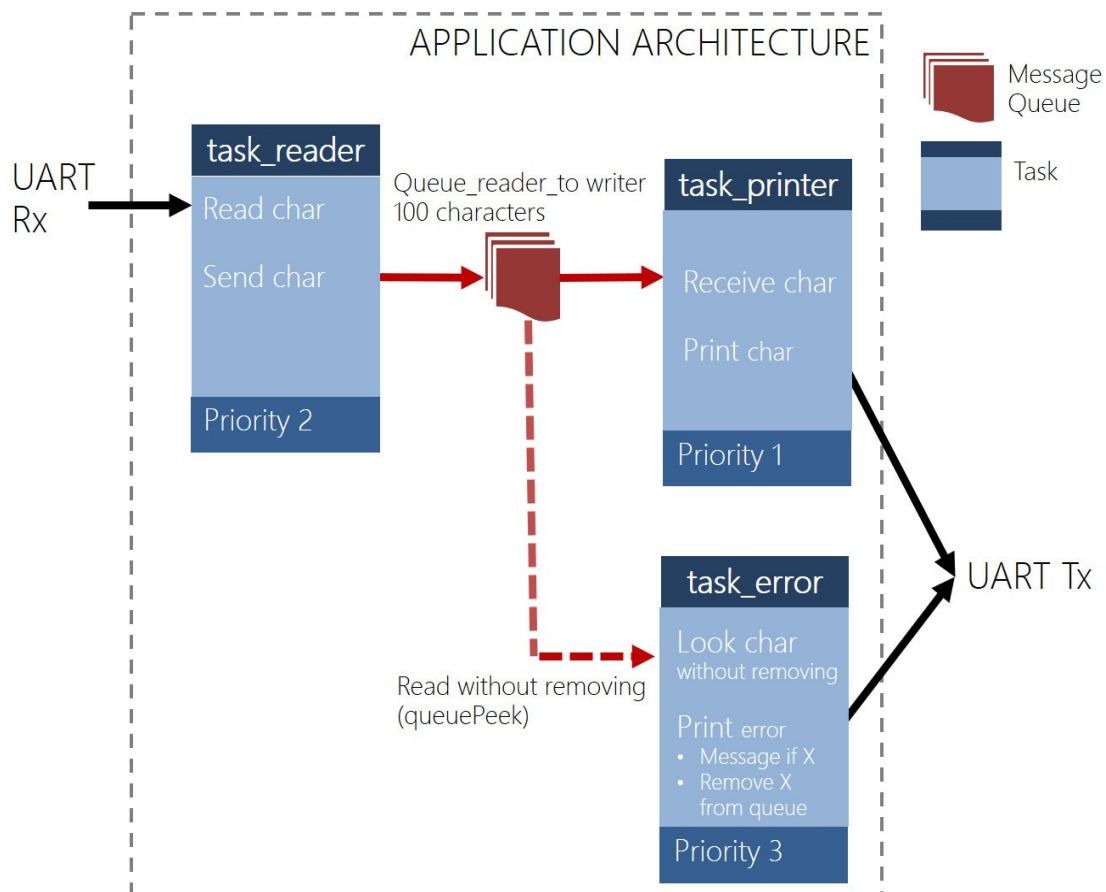 APPLICATION ARCHITECTURE
Message
Queue
Task
UART
Rx
task_reader
Read char
Send char
Priority 2
Queue_reader_to writer
100 characters
task_printer
Receive char
Print char
Priority 1
task_error
Look char
without removing
Print error
• Message if X
• Remove X
from queue
Priority 3
Read without removing
(queuePeek)
UART Tx